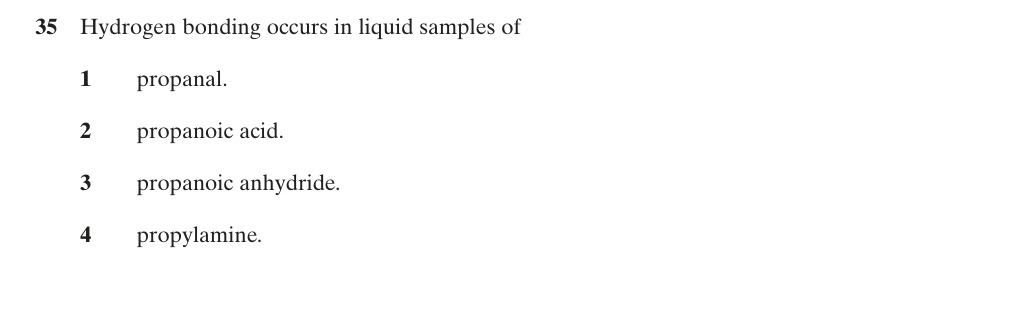 35 Hydrogen bonding occurs in liquid samples of
1 propanal.
2 propanoic acid.
3 propanoic anhydride.
4 propylamine.